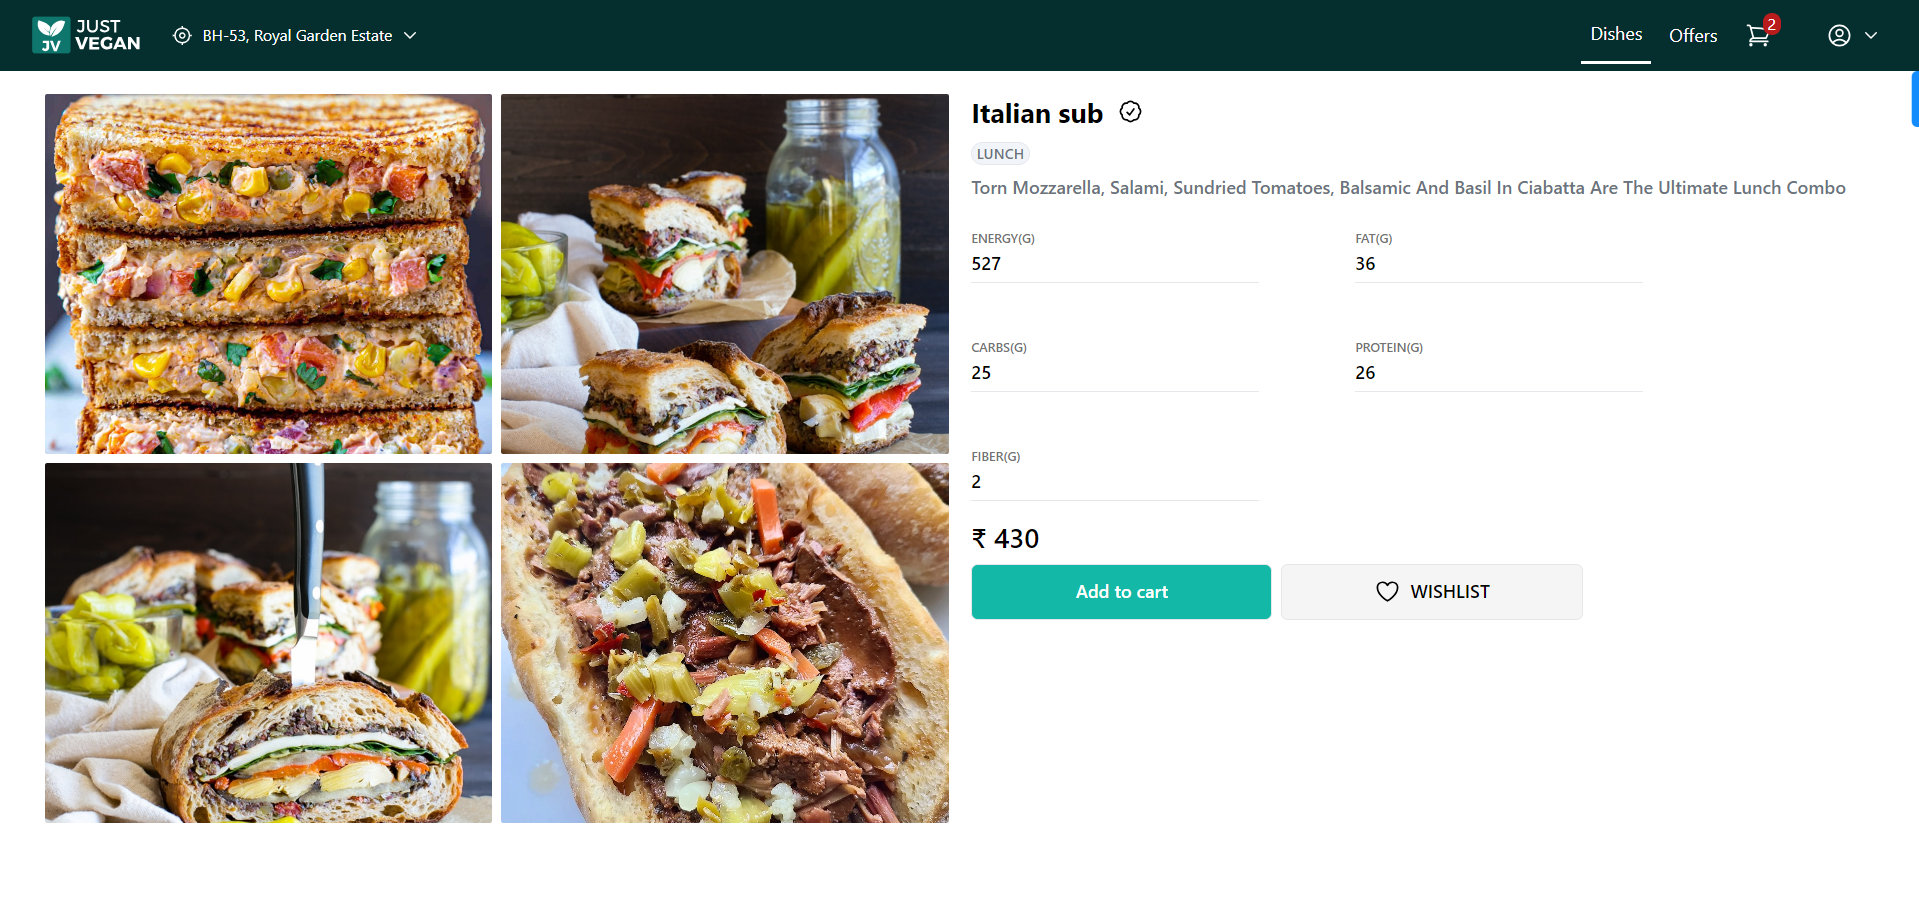 JV
JUST
VEGAN
BH-53, Royal Garden Estate
Dishes
Offers
2
Italian sub
LUNCH
Torn Mozzarella, Salami, Sundried Tomatoes, Balsamic And Basil In Ciabatta Are The Ultimate Lunch Combo
ENERGY(G)
527
FAT(G)
36
CARBS(G)
25
PROTEIN(G)
26
FIBER(G)
2
₹ 430
Add to cart
WISHLIST